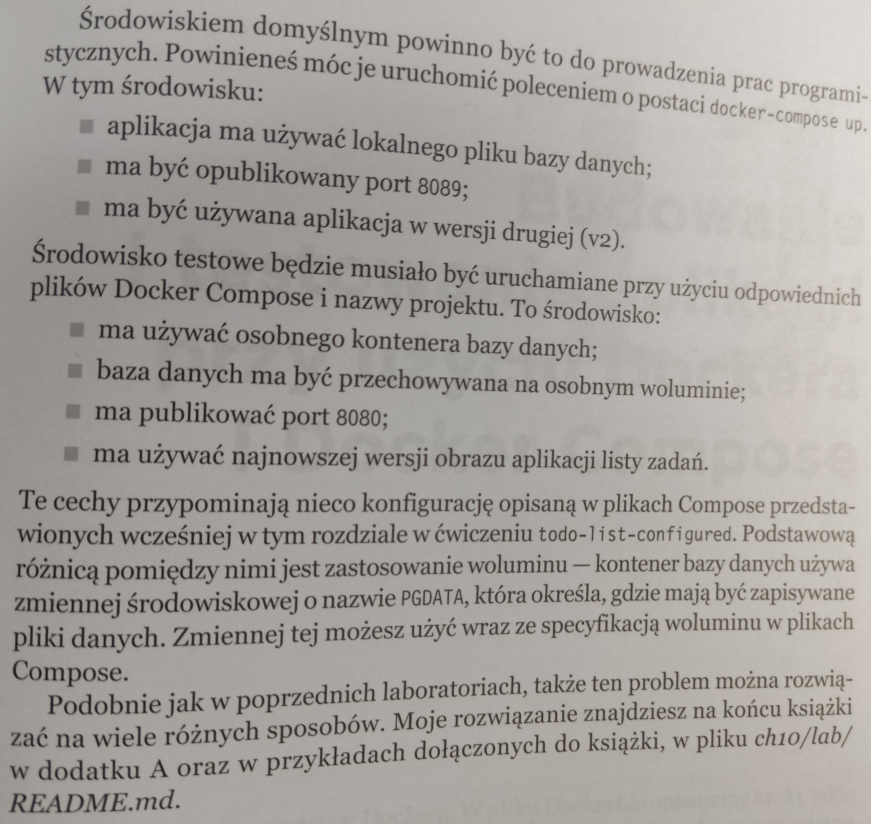 Środowiskiem domyślnym powinno być to do prowadzenia prac programi-
stycznych. Powinieneś móc je uruchomić poleceniem o postaci docker-compose up.
W tym środowisku:
■ aplikacja ma używać lokalnego pliku bazy danych;
■ ma być opublikowany port 8089;
■ ma być używana aplikacja w wersji drugiej (v2).
Środowisko testowe będzie musiało być uruchamiane przy użyciu odpowiednich
plików Docker Compose i nazwy projektu. To środowisko:
■ ma używać osobnego kontenera bazy danych;
■ baza danych ma być przechowywana na osobnym woluminie;
■ ma publikować port 8080;
■ ma używać najnowszej wersji obrazu aplikacji listy zadań.
Te cechy przypominają nieco konfigurację opisaną w plikach Compose przedsta-
wionych wcześniej w tym rozdziale w ćwiczeniu todo-list-configured. Podstawową
różnicą pomiędzy nimi jest zastosowanie woluminu — kontener bazy danych używa
zmiennej środowiskowej o nazwie PGDATA, która określa, gdzie mają być zapisywane
pliki danych. Zmiennej tej możesz użyć wraz ze specyfikacją woluminu w plikach
Compose.
Podobnie jak w poprzednich laboratoriach, także ten problem można rozwią-
zać na wiele różnych sposobów. Moje rozwiązanie znajdziesz na końcu książki
w dodatku A oraz w przykładach dołączonych do książki, w pliku ch10/lab/
README.md.